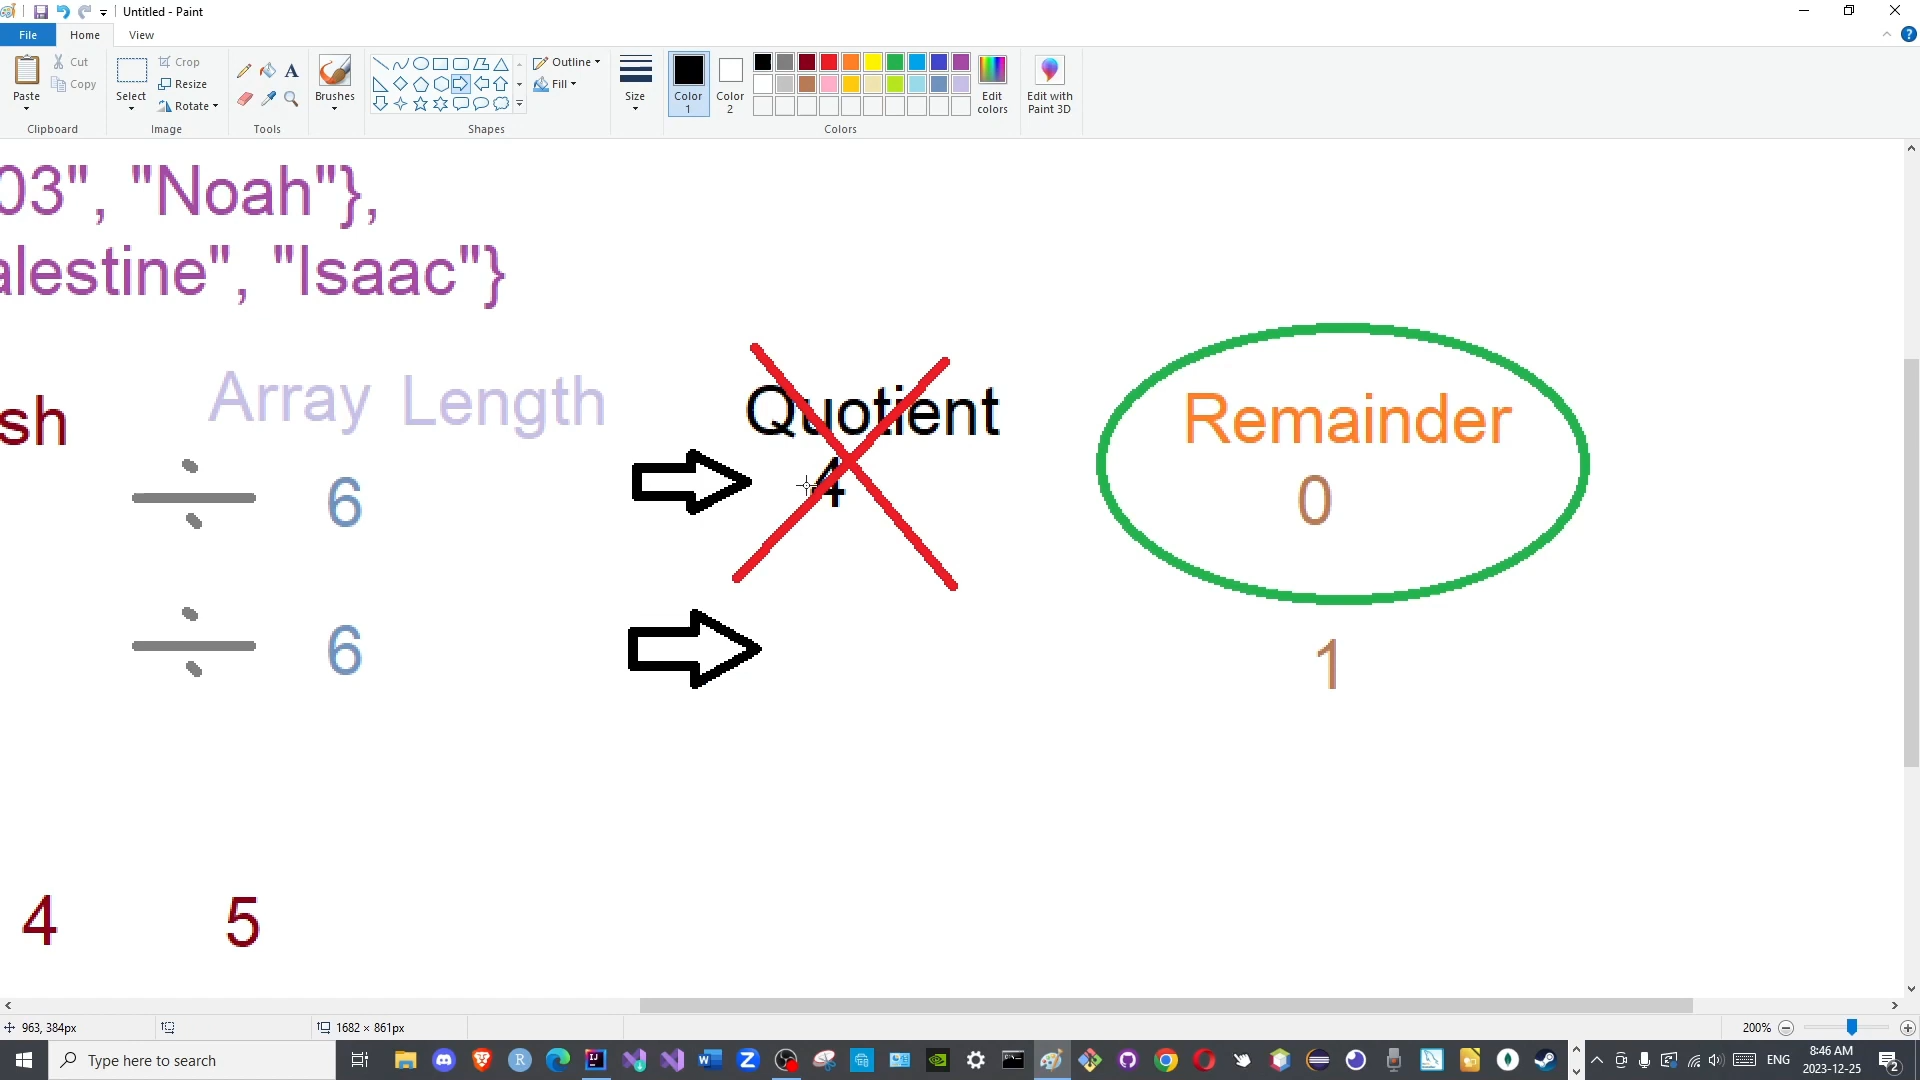 Untitled - Paint
File Home View
Paste
Cut
Copy
Clipboard
Select
Crop
Resize
Rotate
Image
Tools
Brushes
Shapes
Outline
Fill
Size
Color 1
Color 2
Edit colors
Colors
Edit with Paint 3D
03", "Noah"},
alestine", "Isaac"}
sh
Array Length
Quotient
Remainder
÷ 6 4 0
÷ 6 1
4 5
963, 384px
1682 × 861px
200%
Type here to search
ENG
8:46 AM
2023-12-25
2